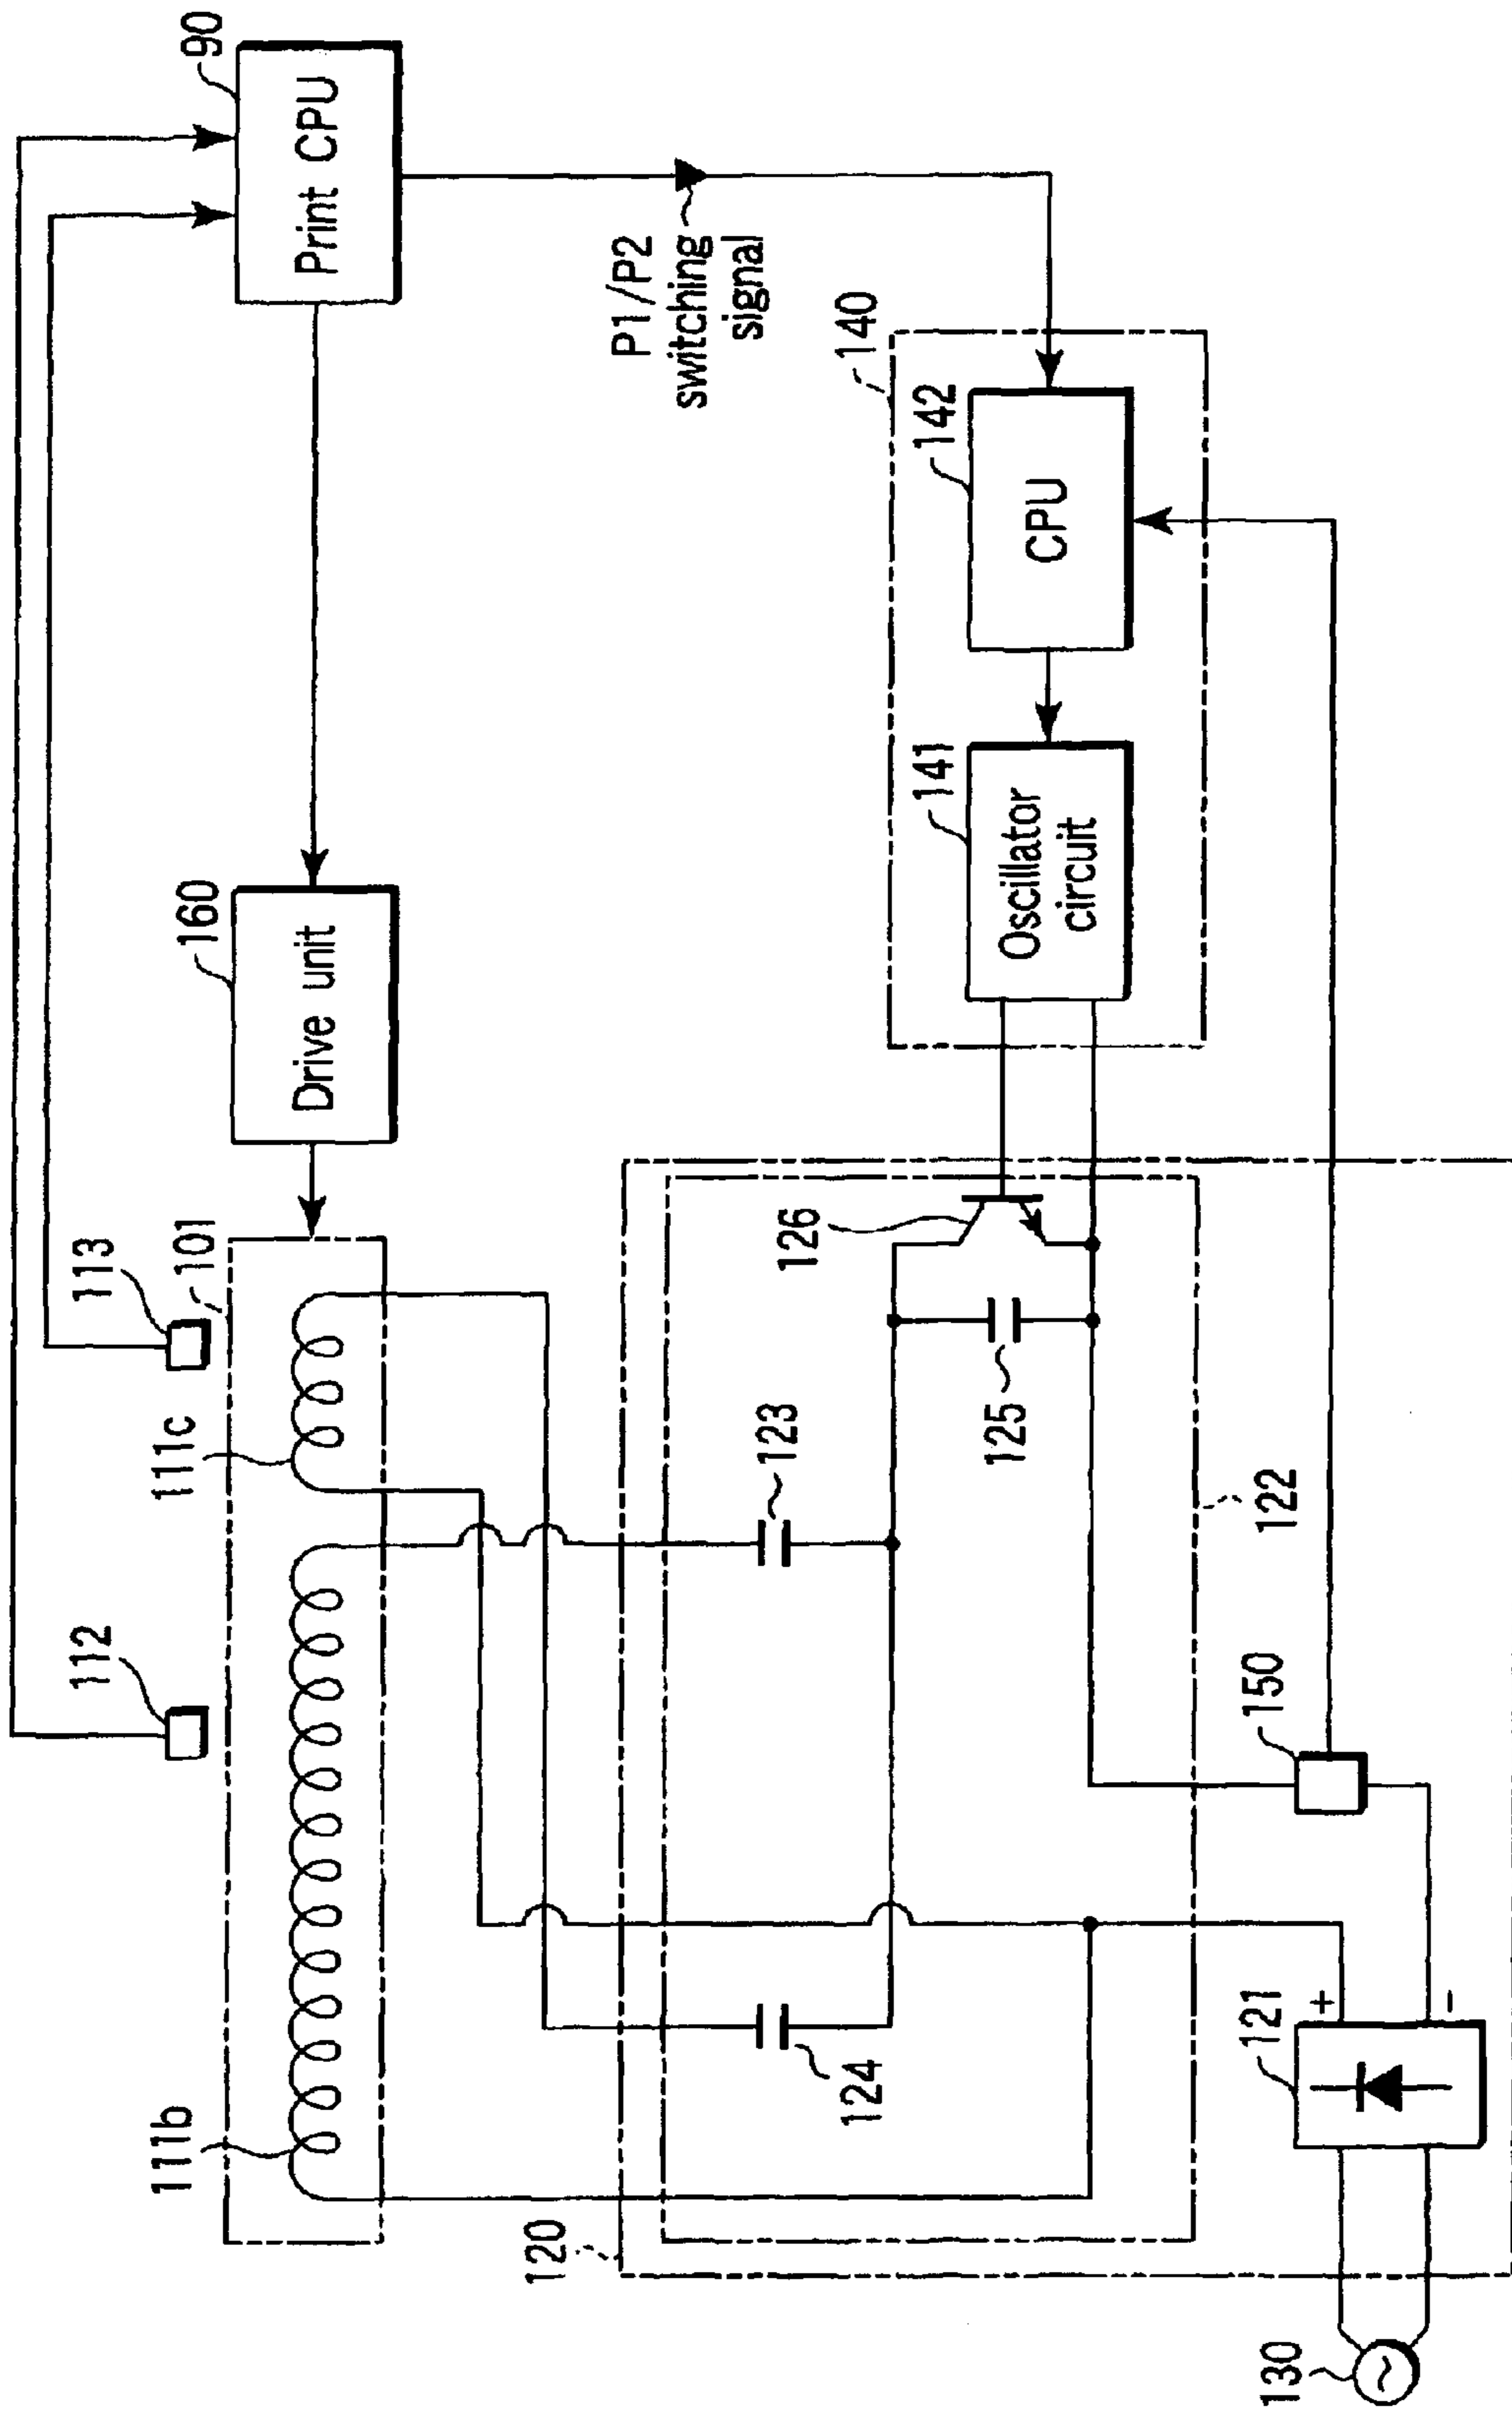 112
113
101
111b
111c
160
Drive unit
90
Print CPU
P1/P2
switching
signal
120
124
123
126
125
122
140
141
Oscillator
circuit
142
CPU
130
121
+
-
150
~